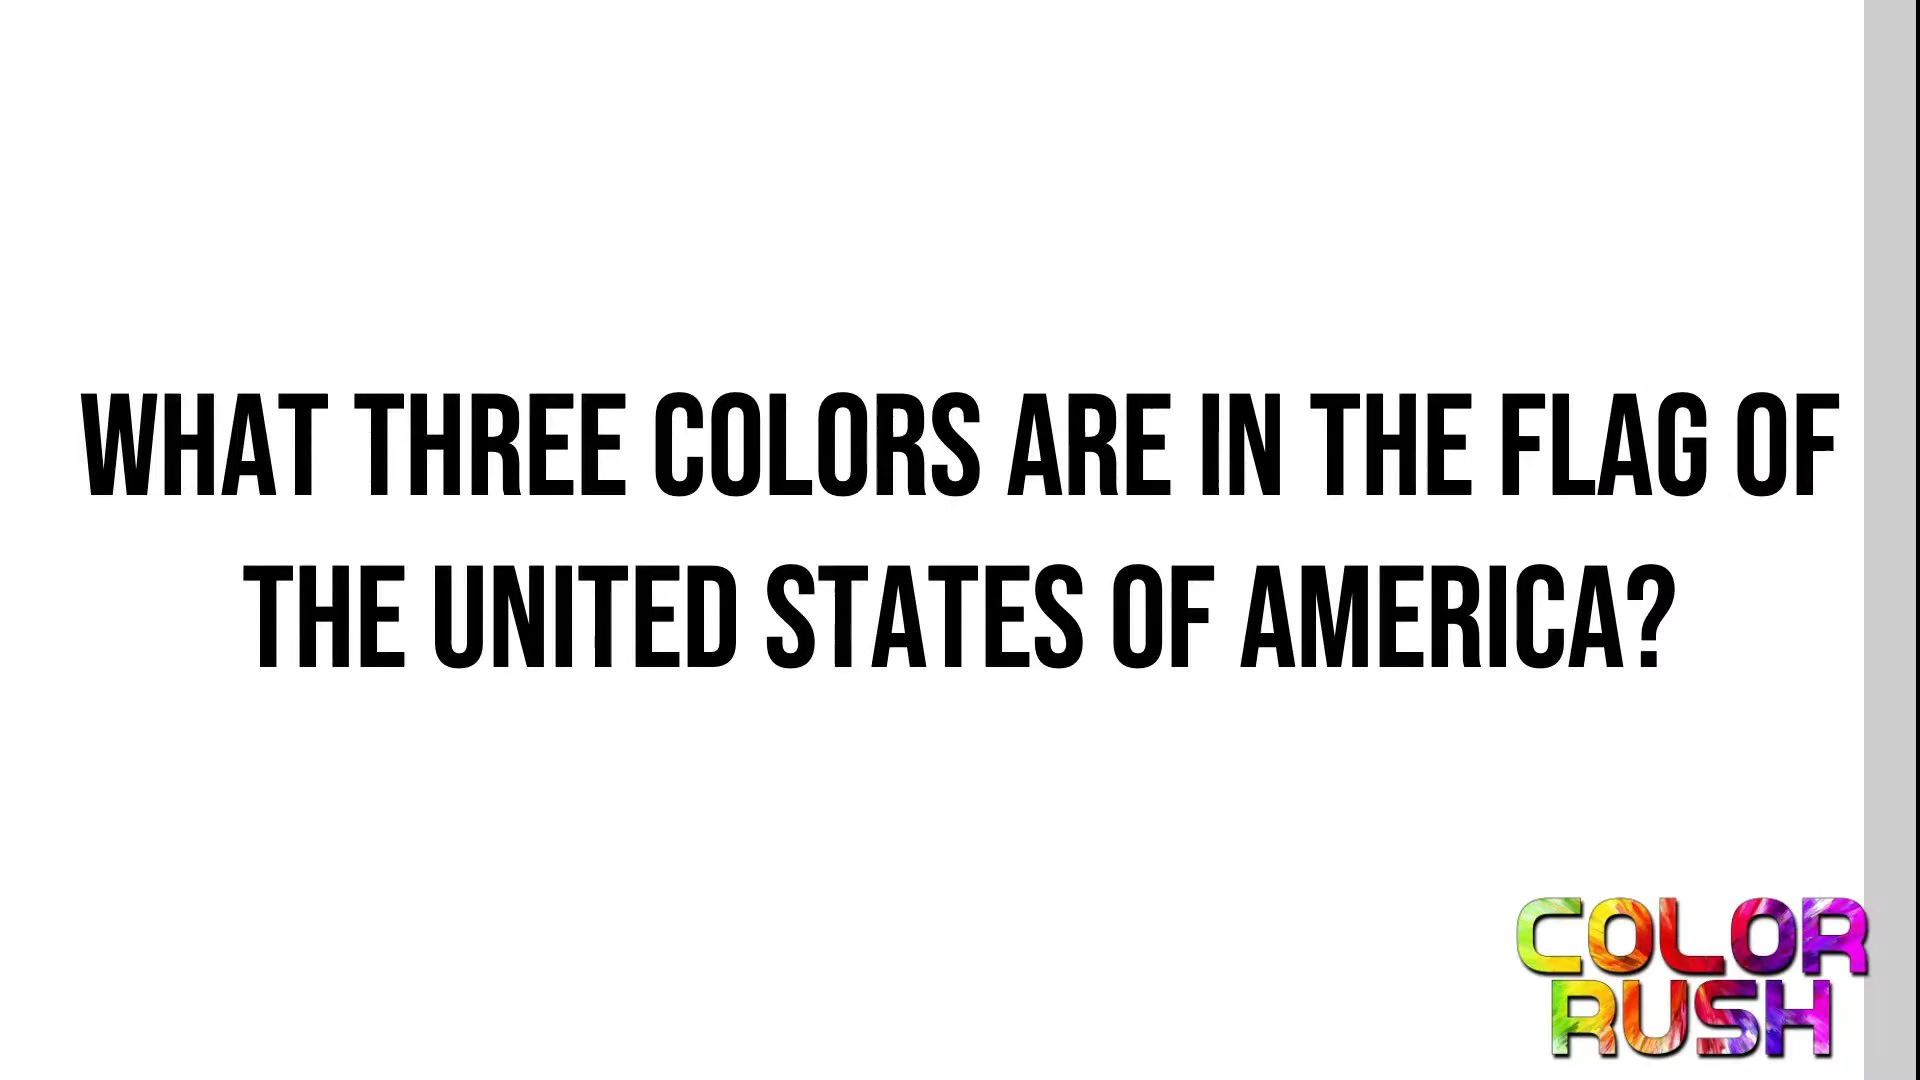 WHAT THREE COLORS ARE IN THE FLAG OF
THE UNITED STATES OF AMERICA?
COLOR
RUSH